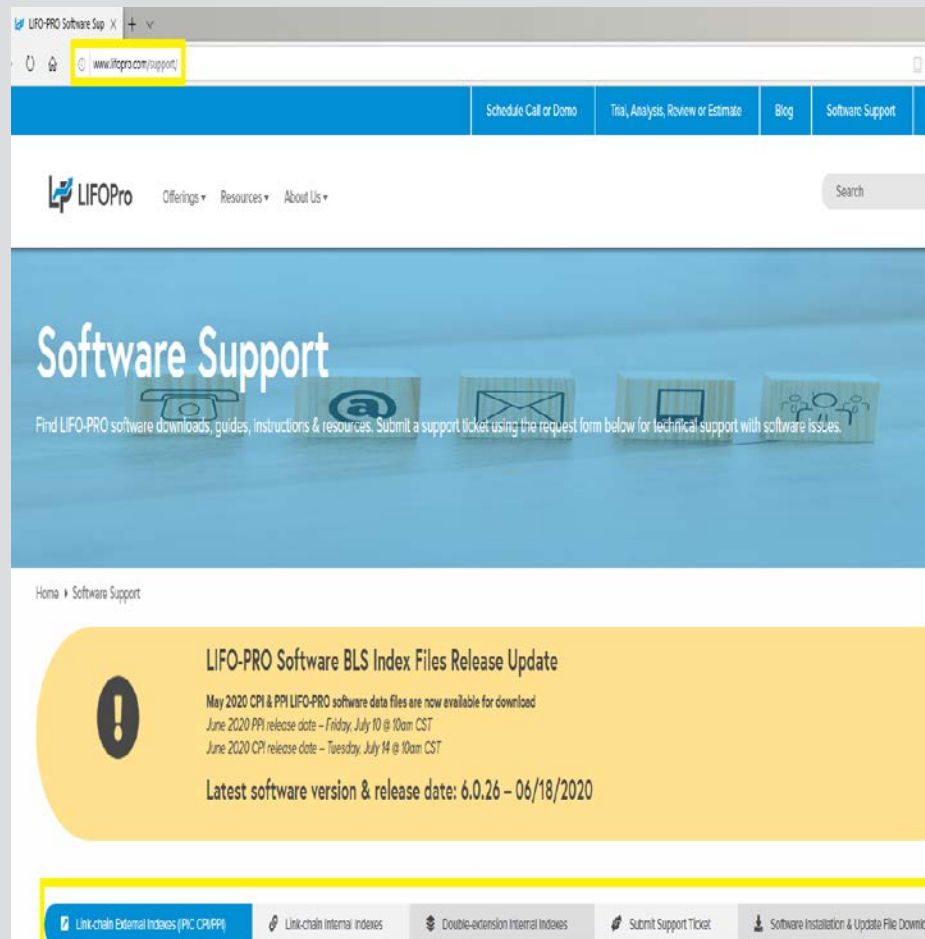 LIFO-PRO Software Sup
www.lifopro.com/support/
Schedule Call or Demo
Trial, Analysis, Review or Estimate
Blog
Software Support
LIFOPro
Offerings
Resources
About Us
Search
Software Support
Find LIFO-PRO software downloads, guides, instructions & resources. Submit a support ticket using the request form below for technical support with software issues.
Home
Software Support
LIFO-PRO Software BLS Index Files Release Update
May 2020 CPI & PPI LIFO-PRO software data files are now available for download
June 2020 PPI release date – Friday, July 10 @ 10am CST
June 2020 CPI release date – Tuesday, July 14 @ 10am CST
Latest software version & release date: 6.0.26 – 06/18/2020
Link-chain External Indexes (IPIC CPI/PPI)
Link-chain Internal Indexes
Double-extension Internal Indexes
Submit Support Ticket
Software Installation & Update File Downlo